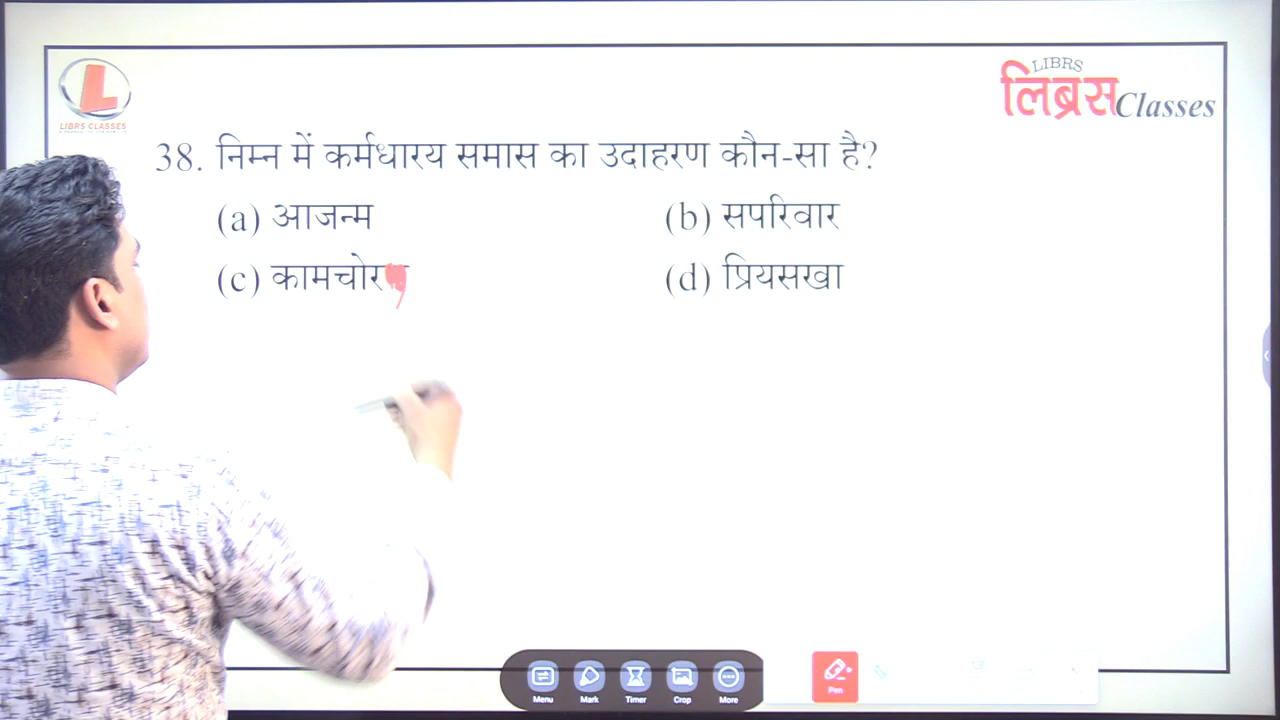 LIBRS CLASSES
LIBRS
लिब्रस Classes
38. निम्न में कर्मधारय समास का उदाहरण कौन-सा है?
(a) आजन्म
(b) सपरिवार
(c) कामचोर
(d) प्रियसखा
Menu
Mark
Timer
Crop
More
Pen